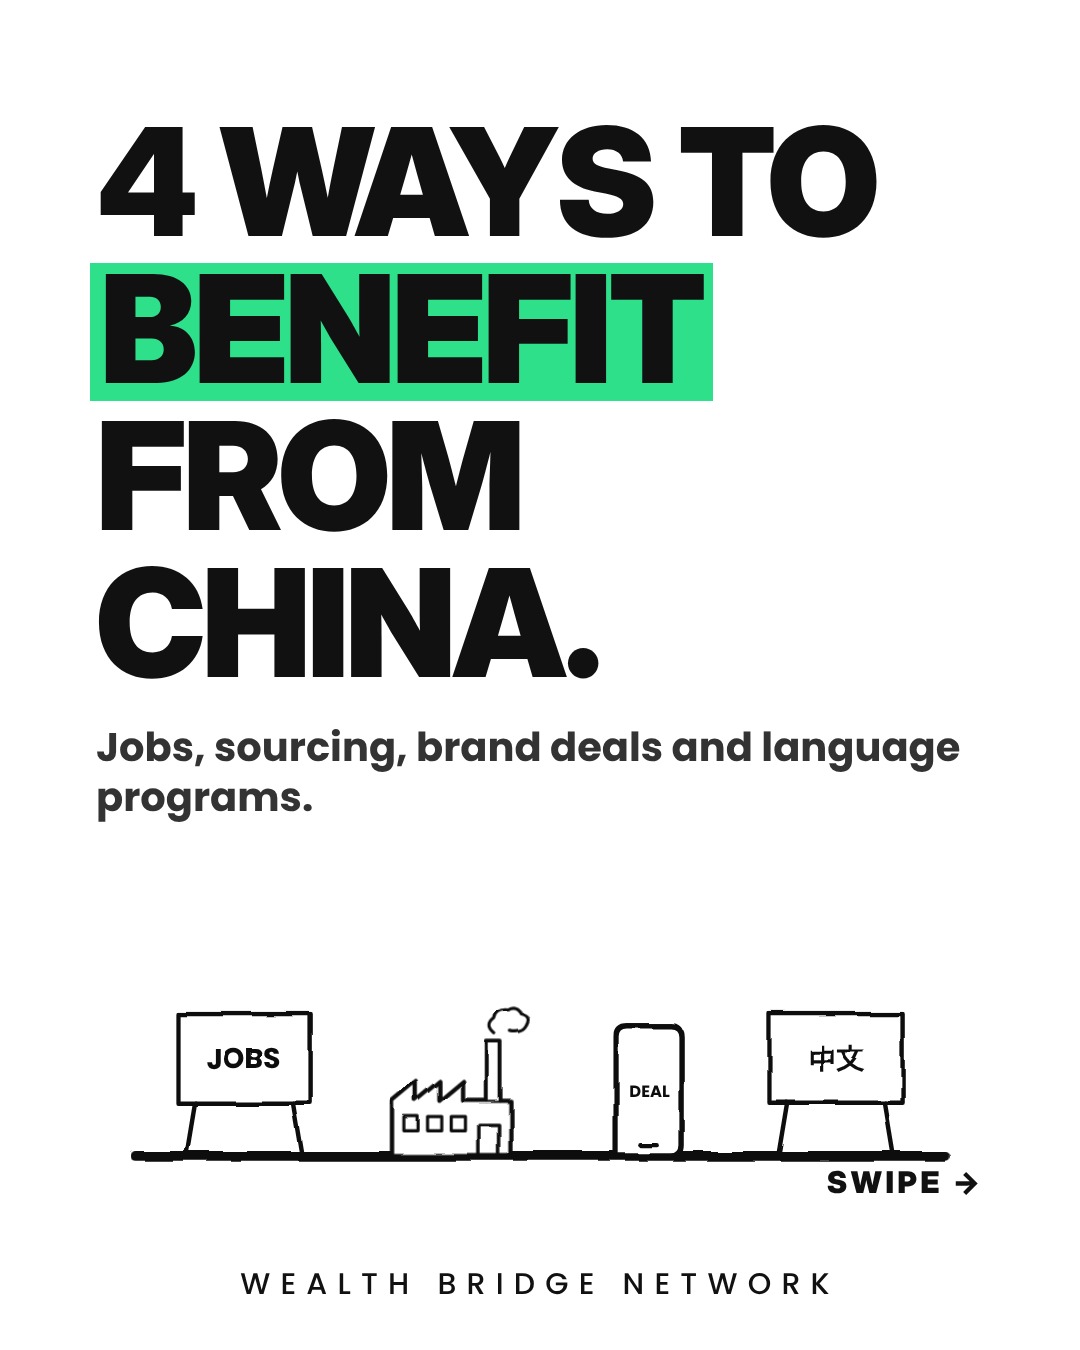 4 WAYS TO
BENEFIT
FROM
CHINA.
Jobs, sourcing, brand deals and language
programs.
JOBS
DEAL
中文
SWIPE →
WEALTH BRIDGE NETWORK